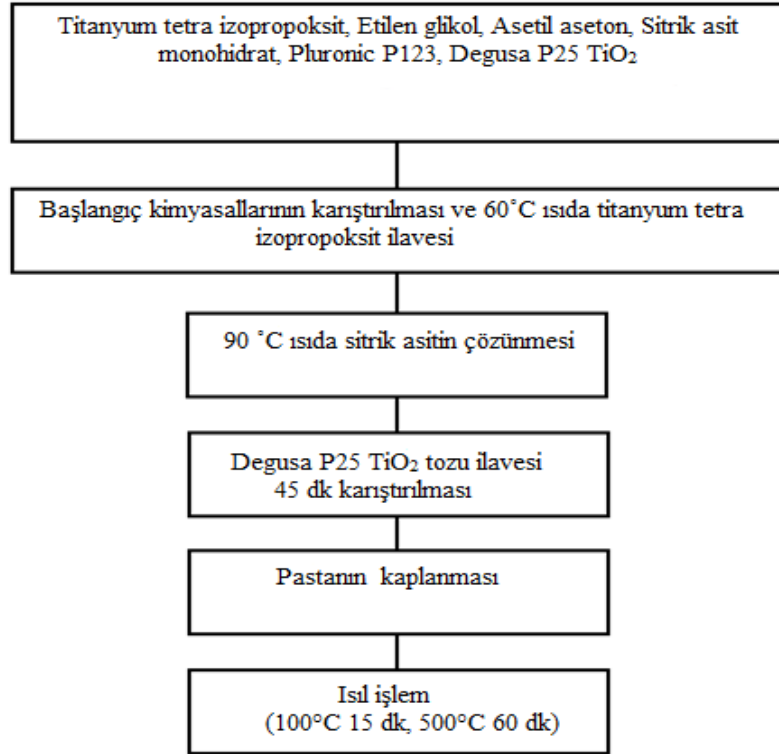 Titanyum tetra izopropoksit, Etilen glikol, Asetil aseton, Sitrik asit
monohidrat, Pluronic P123, Degusa P25 TiO₂
Başlangıç kimyasallarının karıştırılması ve 60˚C ısıda titanyum tetra
izopropoksit ilavesi
90 ˚C ısıda sitrik asitin çözünmesi
Degusa P25 TiO₂ tozu ilavesi
45 dk karıştırılması
Pastanın kaplanması
Isıl işlem
(100°C 15 dk, 500°C 60 dk)